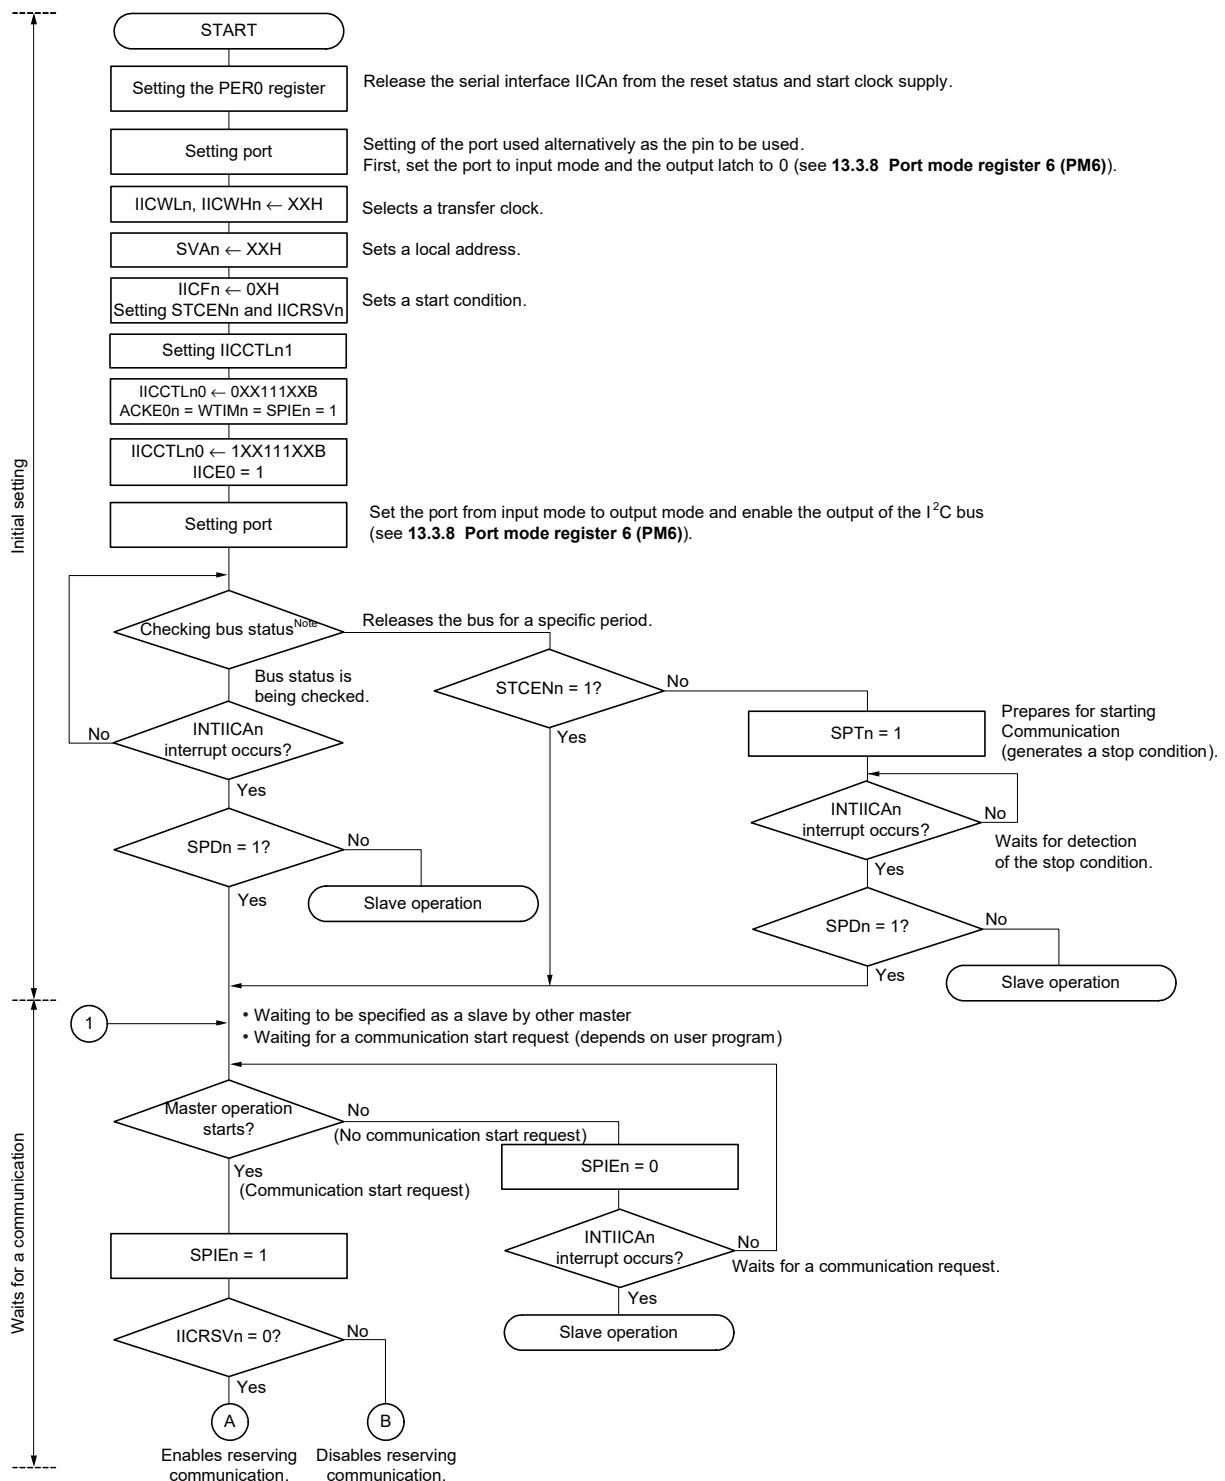 START
Setting the PER0 register
Release the serial interface IICAn from the reset status and start clock supply.
Setting port
Setting of the port used alternatively as the pin to be used.
First, set the port to input mode and the output latch to 0 (see 13.3.8 Port mode register 6 (PM6)).
IICWLn, IICWHn ← XXH
Selects a transfer clock.
SVAn ← XXH
Sets a local address.
IICFn ← 0XH
Setting STCENn and IICRSVn
Sets a start condition.
Setting IICCTLn1
IICCTLn0 ← 0XX111XXB
ACKE0n = WTIMn = SPIEn = 1
IICCTLn0 ← 1XX111XXB
IICE0 = 1
Setting port
Set the port from input mode to output mode and enable the output of the I2C bus
(see 13.3.8 Port mode register 6 (PM6)).
Initial setting
Checking bus statusNote
Releases the bus for a specific period.
Bus status is
being checked.
STCENn = 1?
No
Yes
SPTn = 1
Prepares for starting
Communication
(generates a stop condition).
INTIICAn
interrupt occurs?
No
Yes
INTIICAn
interrupt occurs?
No
Waits for detection
of the stop condition.
Yes
SPDn = 1?
No
Yes
Slave operation
SPDn = 1?
No
Yes
Slave operation
1
• Waiting to be specified as a slave by other master
• Waiting for a communication start request (depends on user program)
Waits for a communication
Master operation
starts?
No
(No communication start request)
Yes
(Communication start request)
SPIEn = 0
INTIICAn
interrupt occurs?
No
Waits for a communication request.
Yes
Slave operation
SPIEn = 1
IICRSVn = 0?
No
Yes
A
B
Enables reserving
communication.
Disables reserving
communication.